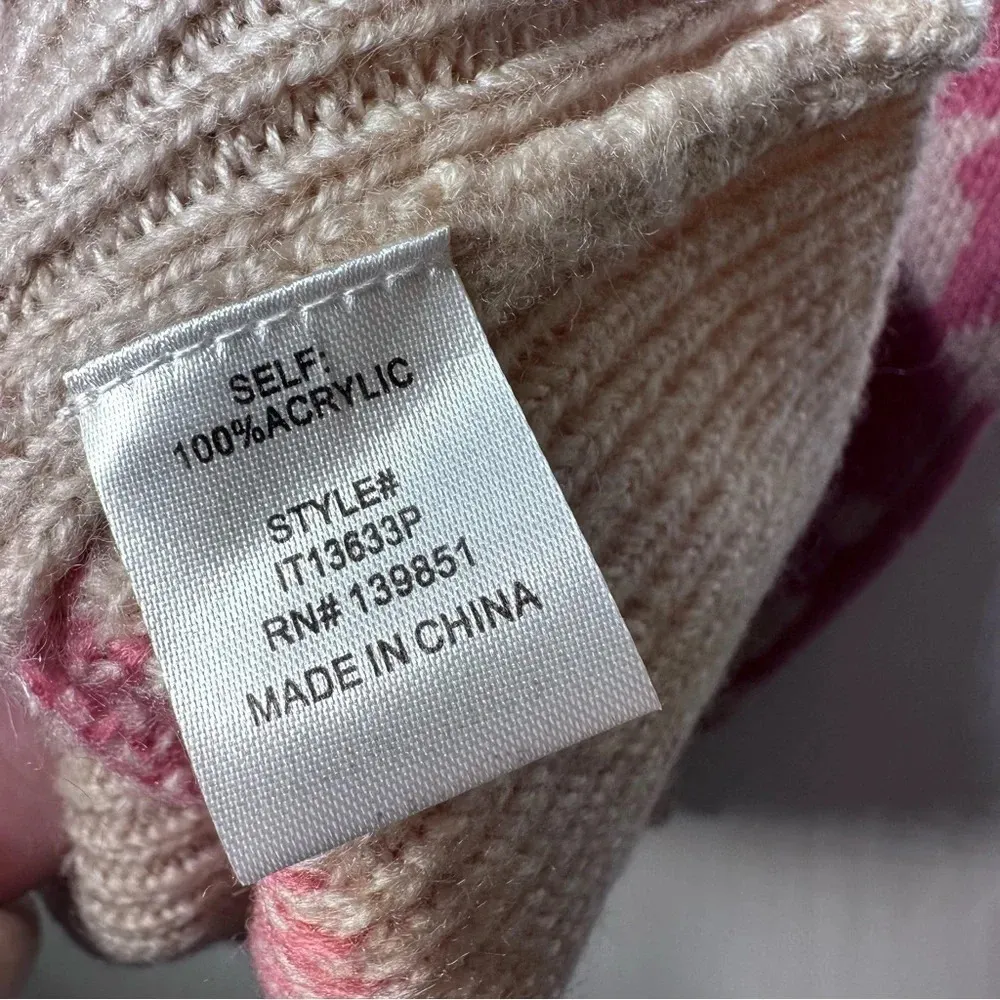 SELF:
100%ACRYLIC
STYLE#
IT13633P
RN# 139851
MADE IN CHINA